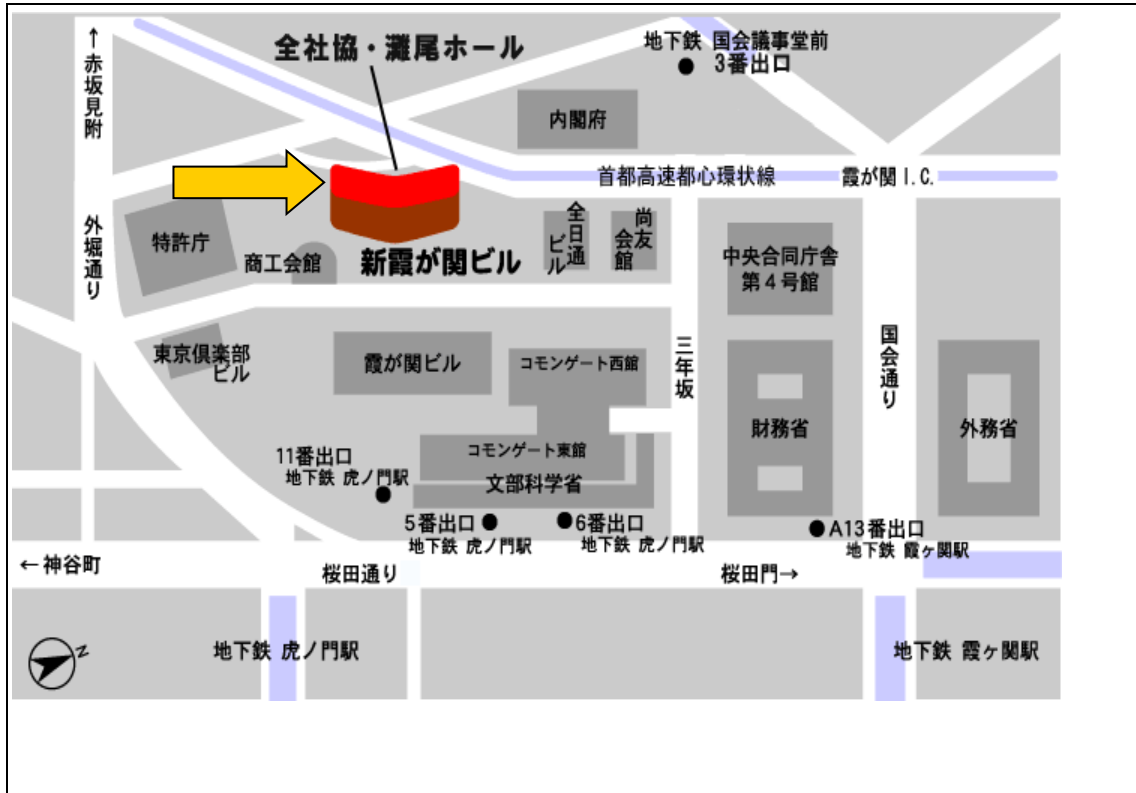 全社協・灘尾ホール
地下鉄 国会議事堂前
3番出口
↑赤坂見附
内閣府
首都高速都心環状線
霞が関 I.C.
外堀通り
特許庁
商工会館
新霞が関ビル
全日通
ビル
尚友
会館
中央合同庁舎
第4号館
東京倶楽部
ビル
霞が関ビル
コモンゲート西館
三年坂
国会通り
財務省
外務省
コモンゲート東館
文部科学省
11番出口
地下鉄 虎ノ門駅
5番出口
地下鉄 虎ノ門駅
6番出口
地下鉄 虎ノ門駅
A13番出口
地下鉄 霞ヶ関駅
←神谷町
桜田通り
桜田門→
地下鉄 虎ノ門駅
地下鉄 霞ヶ関駅
N